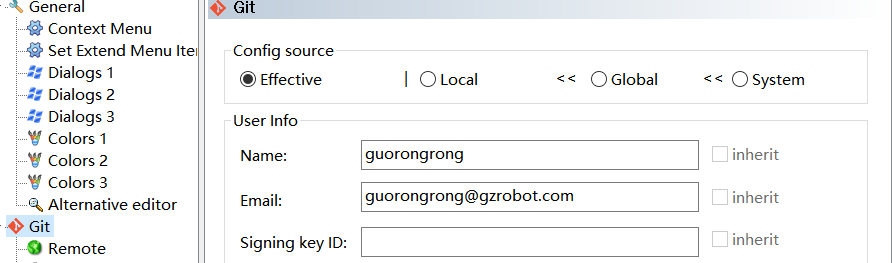 General
Context Menu
Set Extend Menu Iter
Dialogs 1
Dialogs 2
Dialogs 3
Colors 1
Colors 2
Colors 3
Alternative editor
Git
Remote
Git
Config source
Effective | Local << Global << System
User Info
Name: guorongrong inherit
Email: guorongrong@gzrobot.com inherit
Signing key ID: inherit